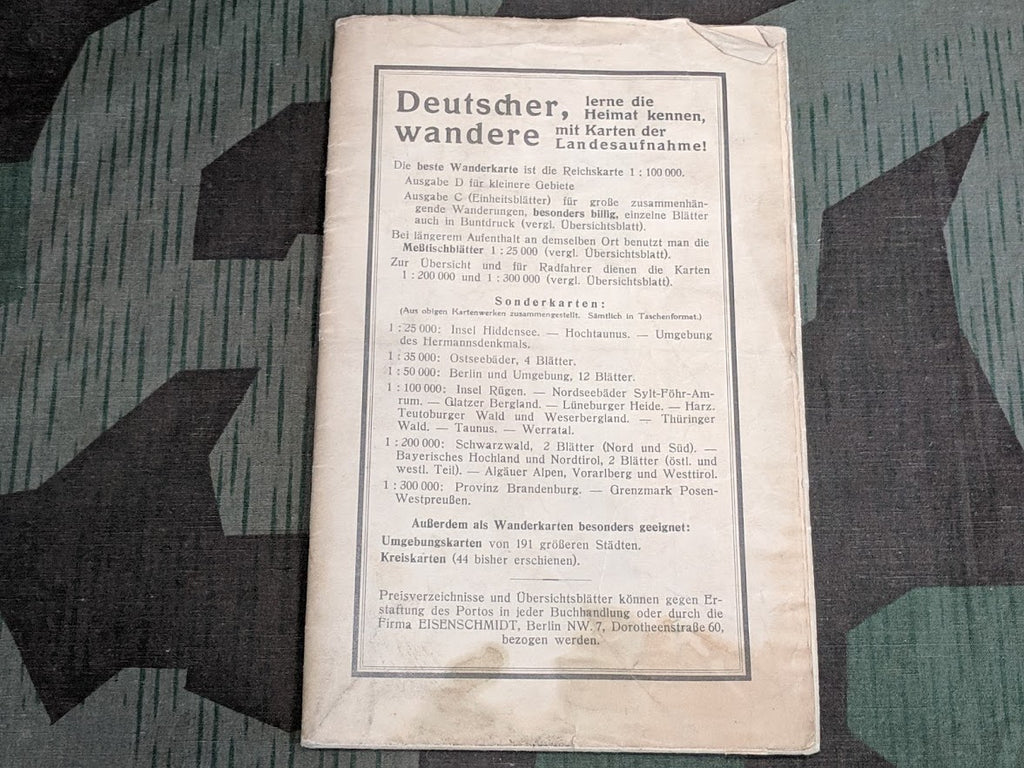 Deutscher, lerne die
Heimat kennen,
wandere mit Karten der
Landesaufnahme!
Die beste Wanderkarte ist die Reichskarte 1 : 100 000.
Ausgabe D für kleinere Gebiete
Ausgabe C (Einheitsblätter) für große zusammenhän-
gende Wanderungen, besonders billig, einzelne Blätter
auch in Buntdruck (vergl. Übersichtsblatt).
Bei längerem Aufenthalt an demselben Ort benutzt man die
Meßtischblätter 1 : 25 000 (vergl. Übersichtsblatt).
Zur Übersicht und für Radfahrer dienen die Karten
1 : 200 000 und 1 : 300 000 (vergl. Übersichtsblatt).
Sonderkarten:
(Aus obigen Kartenwerken zusammengestellt. Sämtlich in Taschenformat.)
1 : 25 000: Insel Hiddensee. — Hochtaunus. — Umgebung
des Hermannsdenkmals.
1 : 35 000: Ostseebäder, 4 Blätter.
1 : 50 000: Berlin und Umgebung, 12 Blätter.
1 : 100 000: Insel Rügen. — Nordseebäder Sylt-Föhr-Am-
rum. — Glatzer Bergland. — Lüneburger Heide. — Harz.
Teutoburger Wald und Weserbergland. — Thüringer
Wald. — Taunus. — Werratal.
1 : 200 000: Schwarzwald, 2 Blätter (Nord und Süd). —
Bayerisches Hochland und Nordtirol, 2 Blätter (östl. und
westl. Teil). — Algäuer Alpen, Vorarlberg und Westtirol.
1 : 300 000: Provinz Brandenburg. — Grenzmark Posen-
Westpreußen.
Außerdem als Wanderkarten besonders geeignet:
Umgebungskarten von 191 größeren Städten.
Kreiskarten (44 bisher erschienen).
Preisverzeichnisse und Übersichtsblätter können gegen Er-
stattung des Portos in jeder Buchhandlung oder durch die
Firma EISENSCHMIDT, Berlin NW. 7, Dorotheenstraße 60,
bezogen werden.